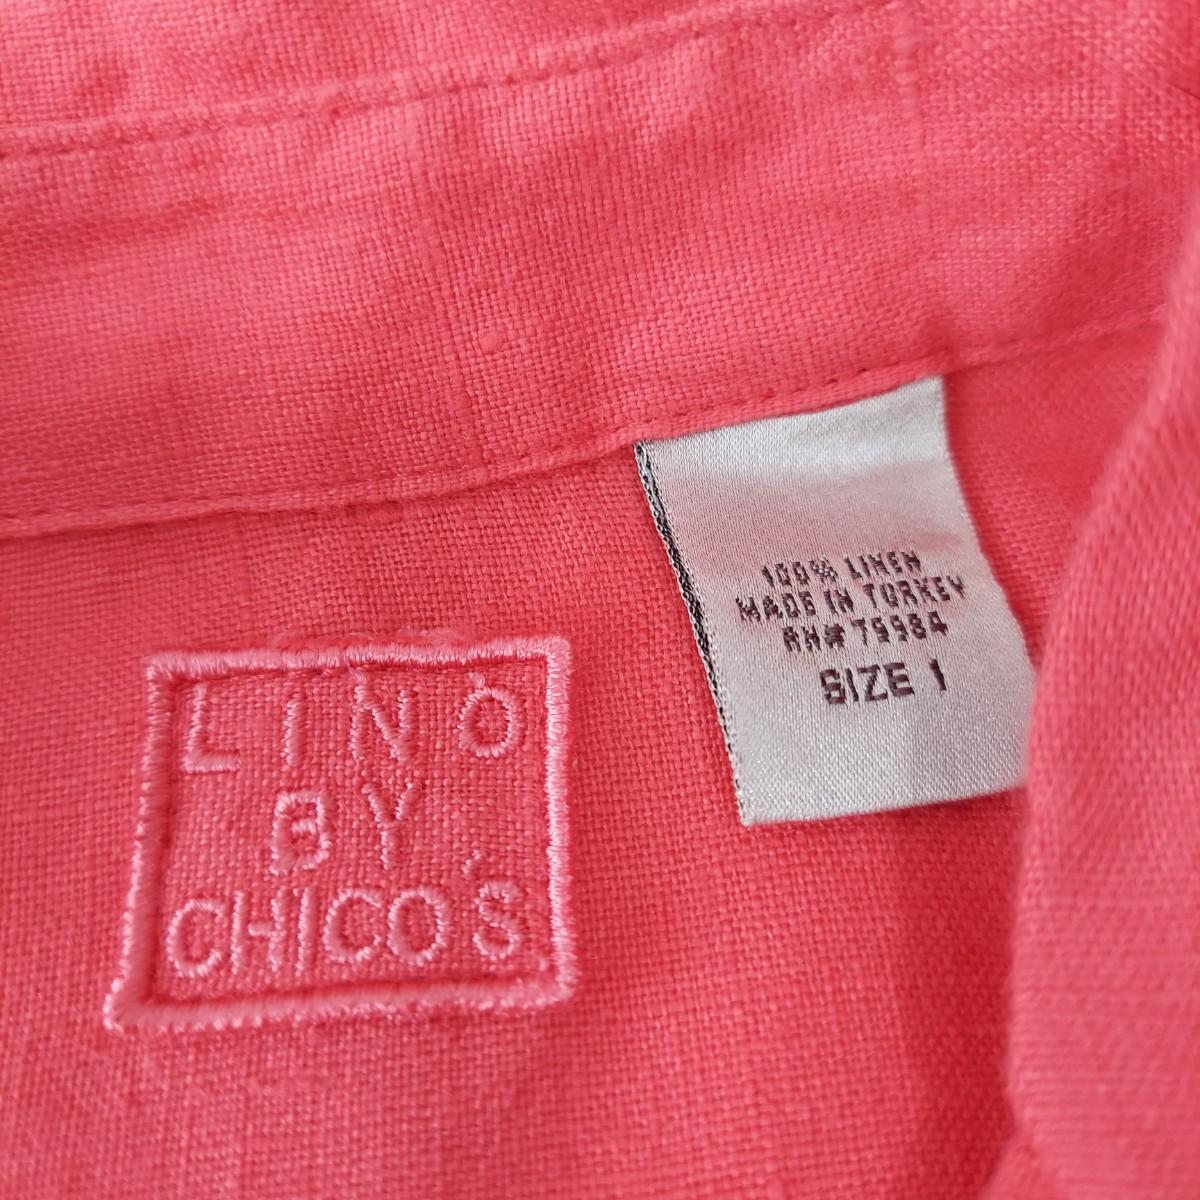 LINO
BY
CHICO'S
100% LINEN
MADE IN TURKEY
RN# 79984
SIZE 1